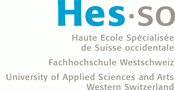 Hes·so
Haute Ecole Spécialisée
de Suisse occidentale
Fachhochschule Westschweiz
University of Applied Sciences and Arts
Western Switzerland